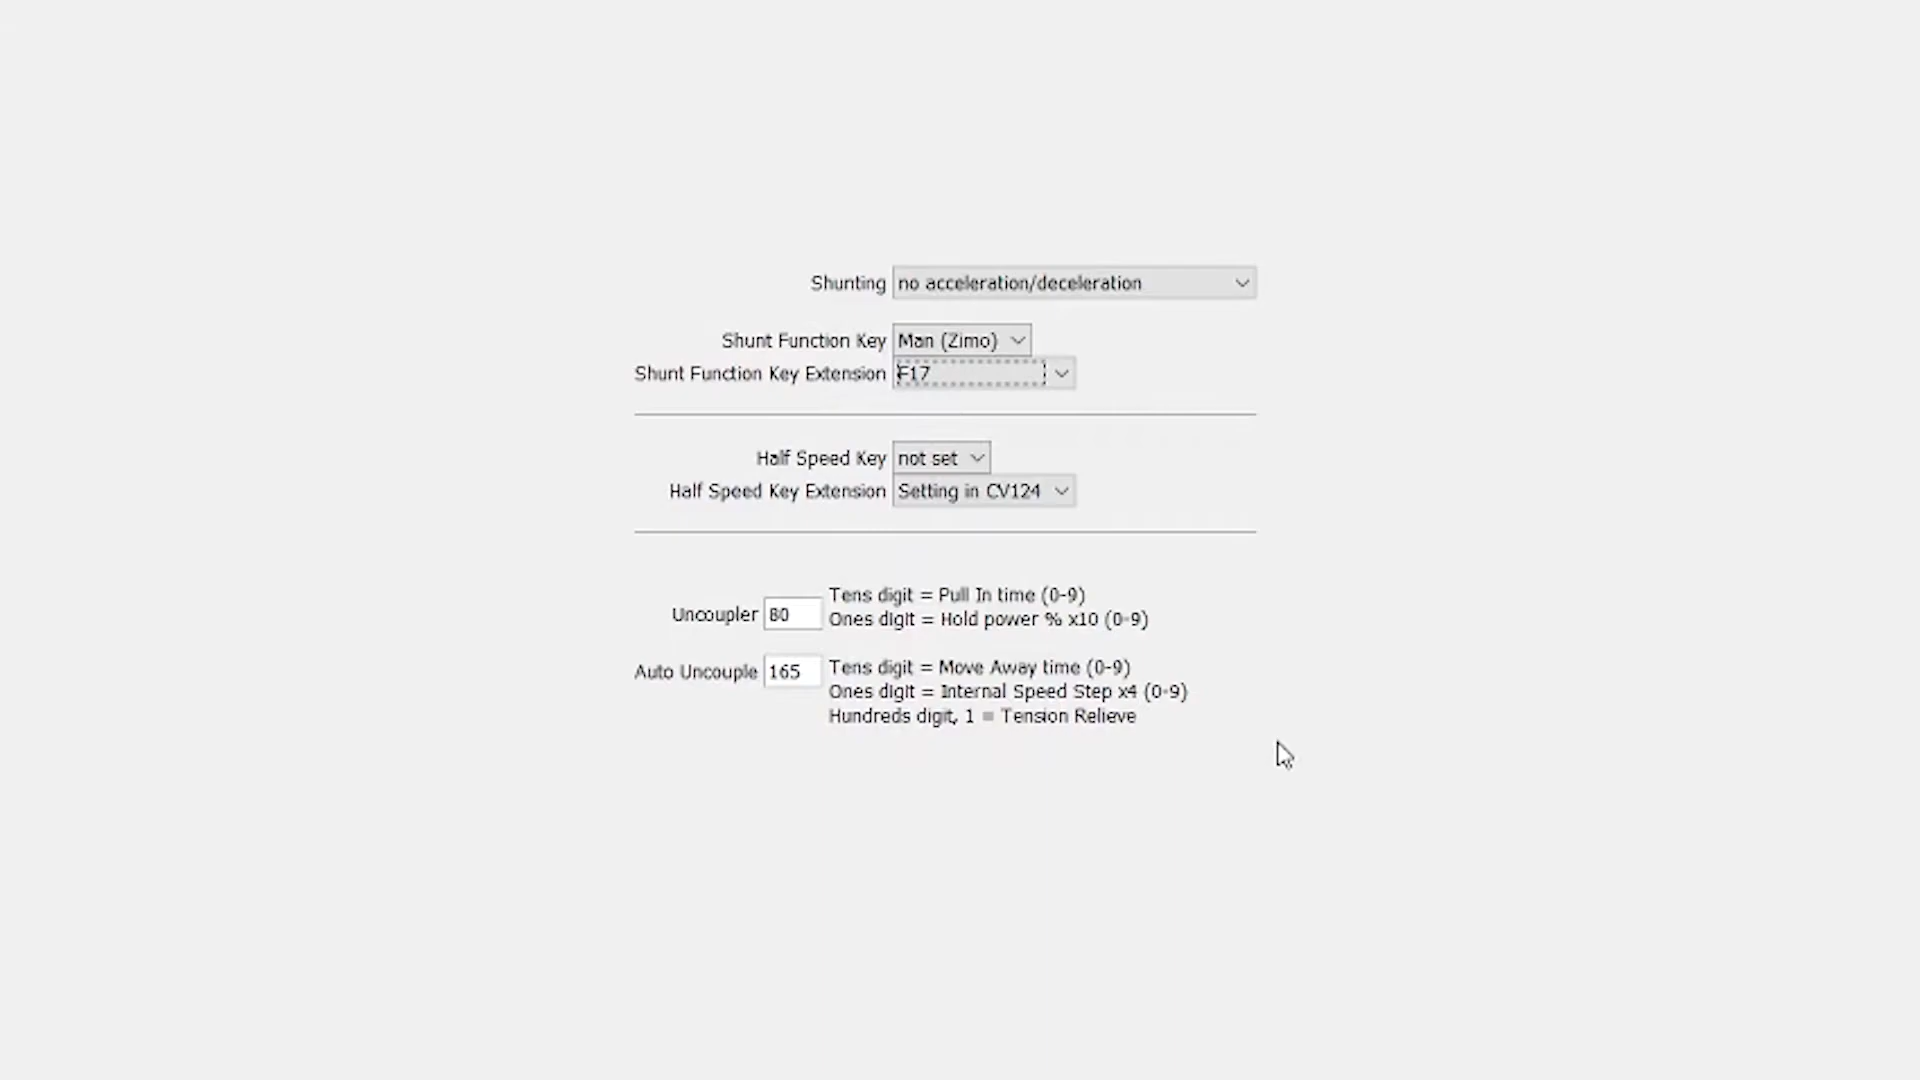 Shunting no acceleration/deceleration
Shunt Function Key Man (Zimo)
Shunt Function Key Extension F17
Half Speed Key not set
Half Speed Key Extension Setting in CV124
Tens digit = Pull In time (0-9)
Uncoupler 80
Ones digit = Hold power % x10 (0-9)
Auto Uncouple 165 Tens digit = Move Away time (0-9)
Ones digit = Internal Speed Step x4 (0-9)
Hundreds digit, 1 = Tension Relieve